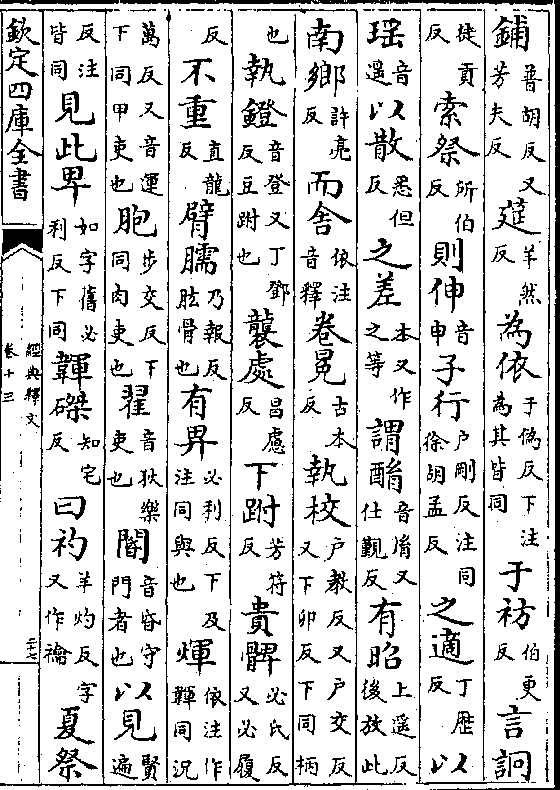 鋪普胡反又芳夫反莚羊然反為依于偽反下注為其皆同于祊伯更反言詗
徒貢反索祭所伯反則伸音申子行戶剛反注同徐胡孟反之適丁歴反以
瑶音遥以散悉但反之差本又作之等謂酳音胤又仕覲反有昭上遥反後放此
南鄉許亮反而舍依注音釋卷冕古本反執校戶教反又戶交反又下卯反下同柄
也執鐙音登又丁鄧反豆跗也襲處昌慮反下跗芳符反貴髀必氏反又必履
反不重直龍反臂臑乃報反肱骨也有畀必利反下及注同與也煇依注作韗同況
萬反又音運下同甲吏也胞步交反下同肉吏也翟音狄樂吏也閽音昏守門者也以見賢遍
反注皆同見此畀如字舊必利反下同韗磔知宅反曰礿羊灼反字又作禴夏祭
欽定四庫全書
經典釋文
卷十三
二十七